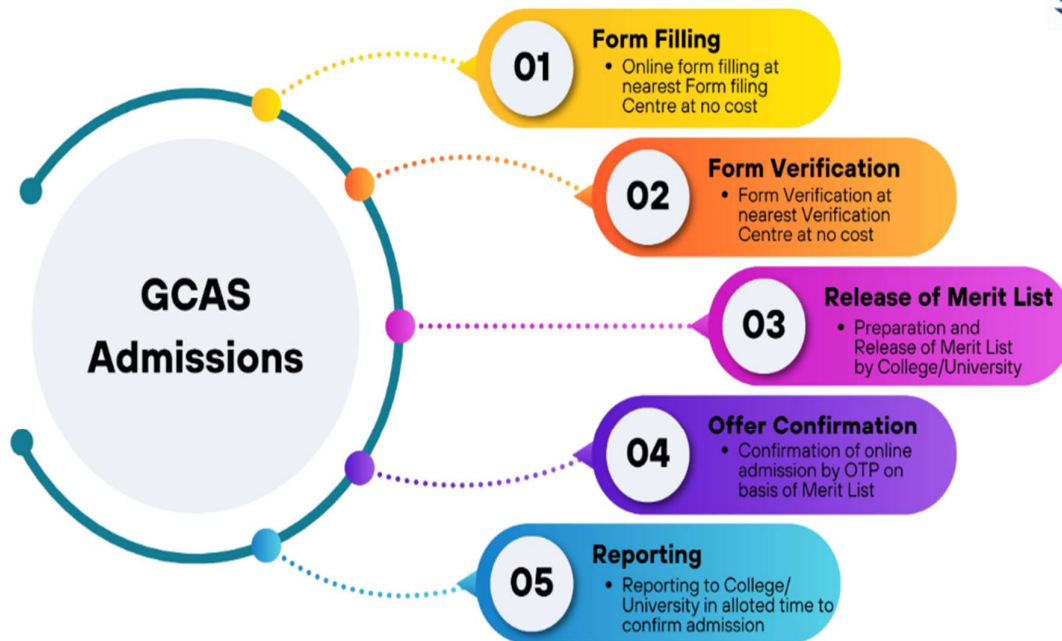 GCAS
Admissions
01
Form Filling
• Online form filling at
nearest Form filing
Centre at no cost
02
Form Verification
• Form Verification at
nearest Verification
Centre at no cost
03
Release of Merit List
• Preparation and
Release of Merit List
by College/University
04
Offer Confirmation
• Confirmation of online
admission by OTP on
basis of Merit List
05
Reporting
• Reporting to College/
University in alloted time to
confirm admission